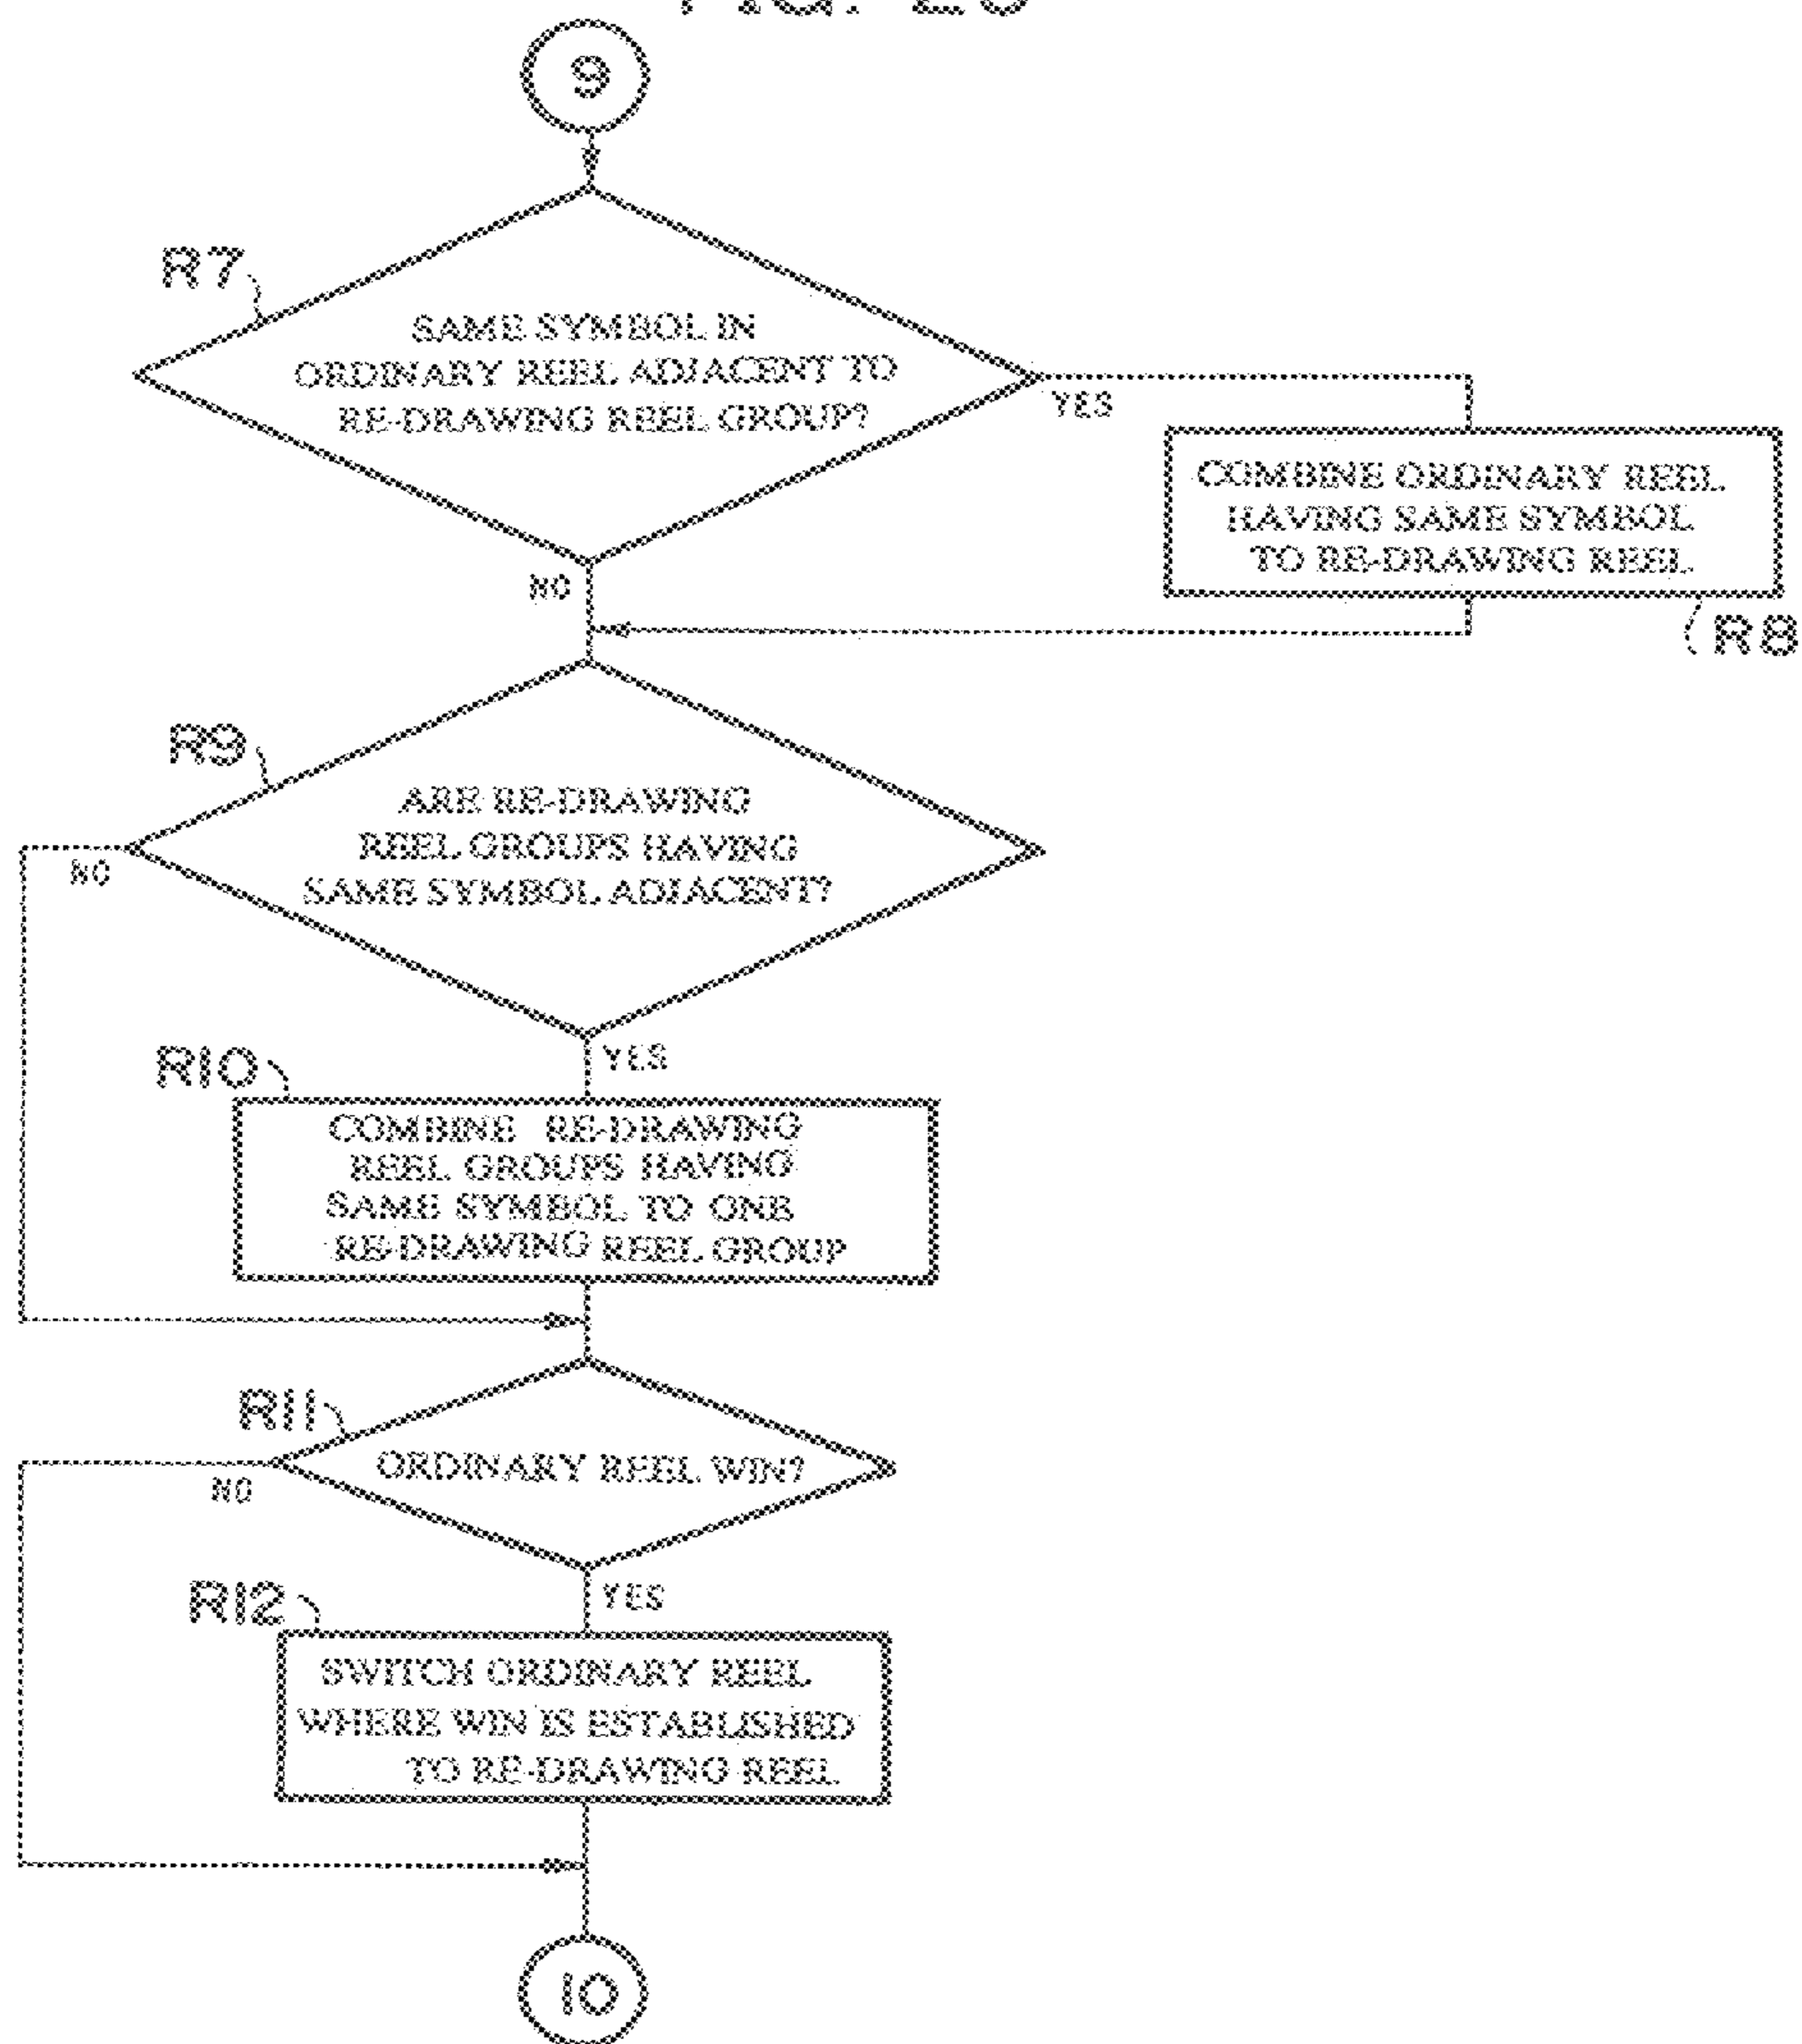 9
R7
SAME SYMBOL IN
ORDINARY REEL ADJACENT TO
RE-DRAWING REEL GROUP?
YES
COMBINE ORDINARY REEL
HAVING SAME SYMBOL
TO RE-DRAWING REEL
R8
NO
R9
ARE RE-DRAWING
REEL GROUPS HAVING
SAME SYMBOL ADJACENT?
NO
YES
R10
COMBINE RE-DRAWING
REEL GROUPS HAVING
SAME SYMBOL TO ONE
RE-DRAWING REEL GROUP
R11
ORDINARY REEL WIN?
NO
YES
R12
SWITCH ORDINARY REEL
WHERE WIN IS ESTABLISHED
TO RE-DRAWING REEL
10